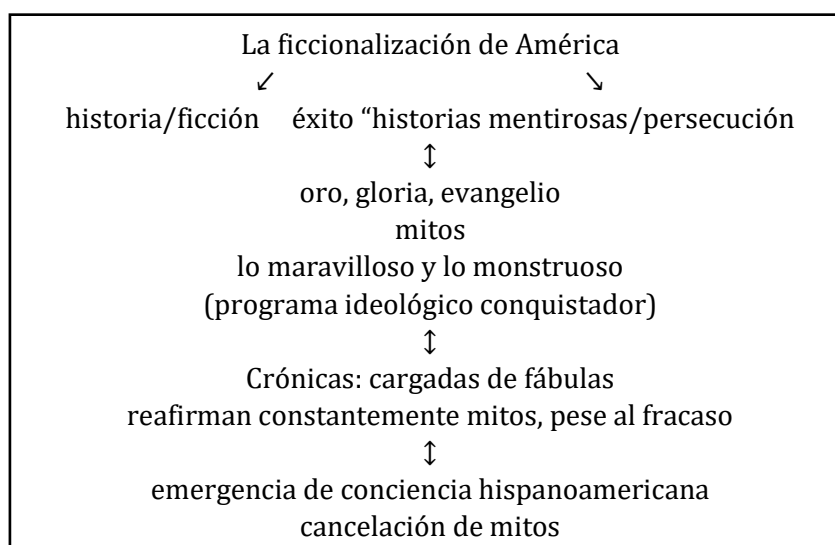 La ficcionalización de América
↙ ↘
historia/ficción éxito “historias mentirosas/persecución
↕
oro, gloria, evangelio
mitos
lo maravilloso y lo monstruoso
(programa ideológico conquistador)
↕
Crónicas: cargadas de fábulas
reafirman constantemente mitos, pese al fracaso
↕
emergencia de conciencia hispanoamericana
cancelación de mitos